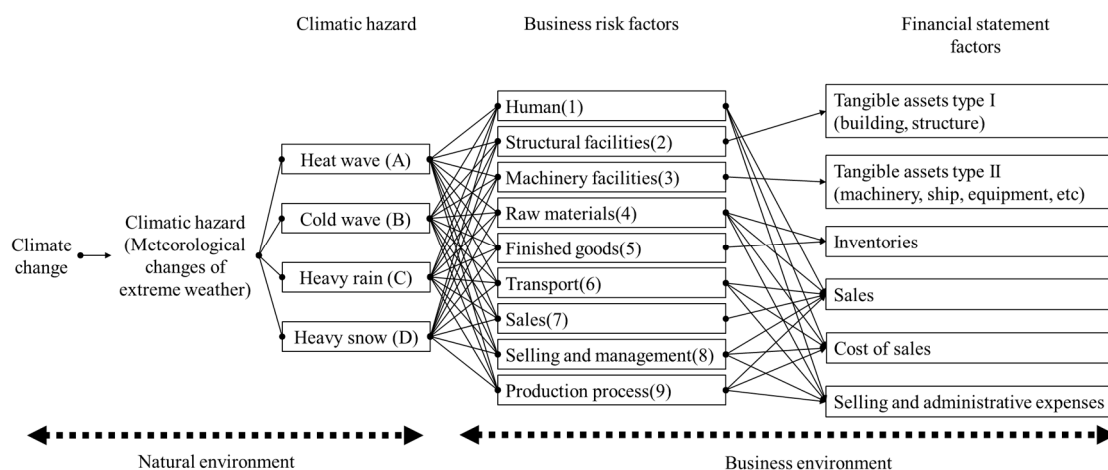 Climatic hazard
Business risk factors
Financial statement
factors
Climate
change
Climatic hazard
(Mctcorological
changes of
extreme weather)
Heat wave (A)
Cold wave (B)
Heavy rain (C)
Heavy snow (D)
Human(1)
Structural facilities(2)
Machinery facilities(3)
Raw materials(4)
Finished goods(5)
Transport(6)
Sales(7)
Selling and management(8)
Production process(9)
Tangible assets type I
(building, structure)
Tangible assets type II
(machinery, ship, equipment, etc)
Inventories
Sales
Cost of sales
Selling and administrative expenses
Natural environment
Business environment